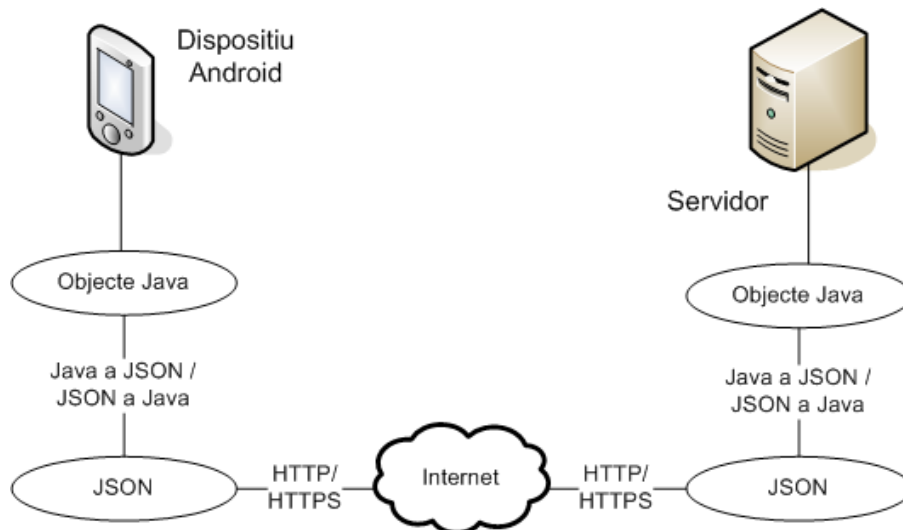 Dispositiu
Android
Servidor
Objecte Java
Objecte Java
Java a JSON /
JSON a Java
Java a JSON /
JSON a Java
JSON
HTTP/
HTTPS
Internet
HTTP/
HTTPS
JSON